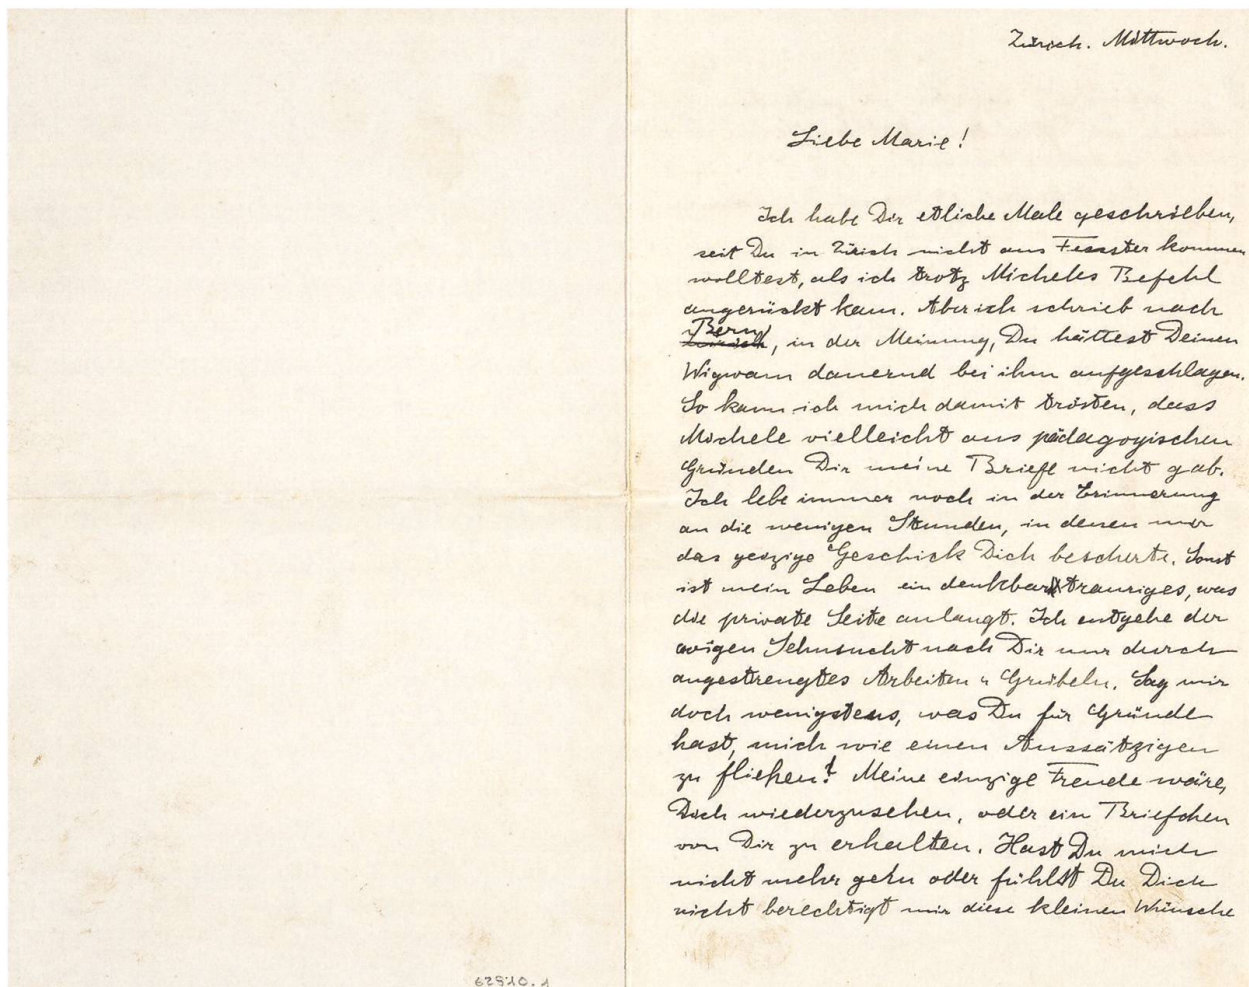 Zürich. Mittwoch.
Liebe Marie!
Ich habe Dir etliche Male geschrieben,
seit Du in Zürich nicht ans Fenster kommen
wolltest, als ich trotz Micheles Befehl
angerückt kam. Aber ich schrieb nach
Bern, in der Meinung, Du hättest Deinen
Wigwam dauernd bei ihm aufgeschlagen.
So kann ich mich damit trösten, dass
Michele vielleicht aus pädagogischen
Gründen Dir meine Briefe nicht gab.
Ich lebe immer noch in der Erinnerung
an die wenigen Stunden, in denen mir
das geizige Geschick Dich bescherte. Sonst
ist mein Leben ein denkbar trauriges, was
die private Seite anlangt. Ich entgehe der
ewigen Sehnsucht nach Dir nur durch
angestrengtes Arbeiten u Grübeln. Sag mir
doch wenigstens, was Du für Gründe
hast, mich wie einen Aussätzigen
zu fliehen! Meine einzige Freude wäre,
Dich wiederzusehen, oder ein Briefchen
von Dir zu erhalten. Hast Du mich
nicht mehr gern oder fühlst Du Dich
nicht berechtigt mir diese kleinen Wünsche
62910.1